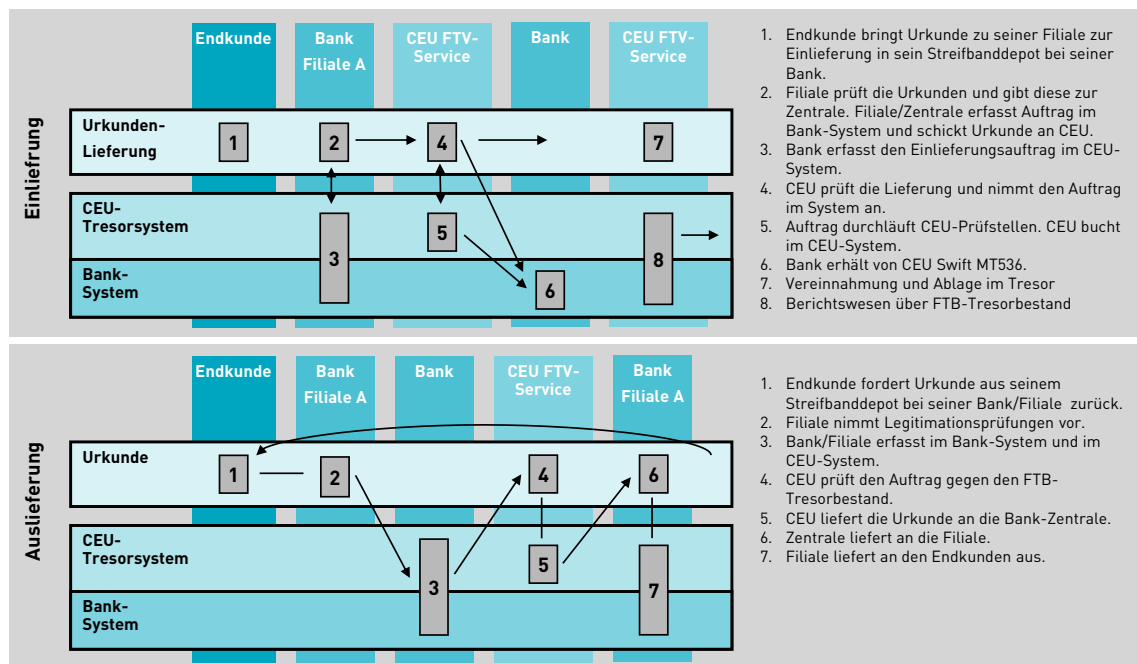 Einliefrung
Endkunde
Bank
Filiale A
CEU FTV-
Service
Bank
CEU FTV-
Service
Urkunden-
Lieferung
1
2
4
7
CEU-
Tresorsystem
3
5
8
Bank-
System
6
1. Endkunde bringt Urkunde zu seiner Filiale zur
Einlieferung in sein Streifbanddepot bei seiner
Bank.
2. Filiale prüft die Urkunden und gibt diese zur
Zentrale. Filiale/Zentrale erfasst Auftrag im
Bank-System und schickt Urkunde an CEU.
3. Bank erfasst den Einlieferungsauftrag im CEU-
System.
4. CEU prüft die Lieferung und nimmt den Auftrag
im System an.
5. Auftrag durchläuft CEU-Prüfstellen. CEU bucht
im CEU-System.
6. Bank erhält von CEU Swift MT536.
7. Vereinnahmung und Ablage im Tresor
8. Berichtswesen über FTB-Tresorbestand
Auslieferung
Endkunde
Bank
Filiale A
Bank
CEU FTV-
Service
Bank
Filiale A
Urkunde
1
2
4
6
CEU-
Tresorsystem
3
5
7
Bank-
System
1. Endkunde fordert Urkunde aus seinem
Streifbanddepot bei seiner Bank/Filiale zurück.
2. Filiale nimmt Legitimationsprüfungen vor.
3. Bank/Filiale erfasst im Bank-System und im
CEU-System.
4. CEU prüft den Auftrag gegen den FTB-
Tresorbestand.
5. CEU liefert die Urkunde an die Bank-Zentrale.
6. Zentrale liefert an die Filiale.
7. Filiale liefert an den Endkunden aus.